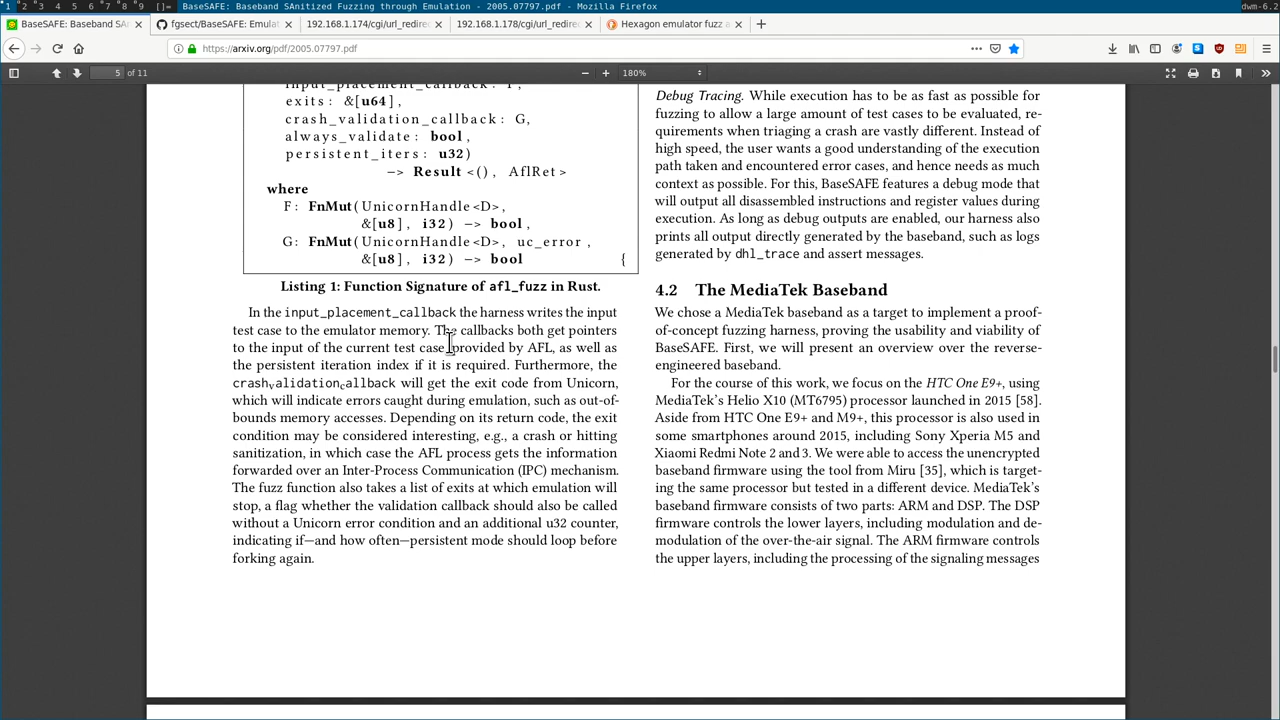 1 2 3 4 5 6 7 8 9 []= BaseSAFE: Baseband SAnitized Fuzzing through Emulation - 2005.07797.pdf - Mozilla Firefox dwm-6.2
BaseSAFE: Baseband SAn × fgsect/BaseSAFE: Emulat × 192.168.1.174/cgi/url_redirec × 192.168.1.178/cgi/url_redirec × Hexagon emulator fuzz a ×
https://arxiv.org/pdf/2005.07797.pdf
5 of 11 180%
input_placement_callback: F,
exits: &[u64],
crash_validation_callback: G,
always_validate: bool,
persistent_iters: u32)
-> Result<(), AflRet>
where
F: FnMut(UnicornHandle<D>,
&[u8], i32) -> bool,
G: FnMut(UnicornHandle<D>, uc_error,
&[u8], i32) -> bool {
Listing 1: Function Signature of afl_fuzz in Rust.
In the input_placement_callback the harness writes the input
test case to the emulator memory. The callbacks both get pointers
to the input of the current test case provided by AFL, as well as
the persistent iteration index if it is required. Furthermore, the
crashvalidationcallback will get the exit code from Unicorn,
which will indicate errors caught during emulation, such as out-of-
bounds memory accesses. Depending on its return code, the exit
condition may be considered interesting, e.g., a crash or hitting
sanitization, in which case the AFL process gets the information
forwarded over an Inter-Process Communication (IPC) mechanism.
The fuzz function also takes a list of exits at which emulation will
stop, a flag whether the validation callback should also be called
without a Unicorn error condition and an additional u32 counter,
indicating if—and how often—persistent mode should loop before
forking again.
Debug Tracing. While execution has to be as fast as possible for
fuzzing to allow a large amount of test cases to be evaluated, re-
quirements when triaging a crash are vastly different. Instead of
high speed, the user wants a good understanding of the execution
path taken and encountered error cases, and hence needs as much
context as possible. For this, BaseSAFE features a debug mode that
will output all disassembled instructions and register values during
execution. As long as debug outputs are enabled, our harness also
prints all output directly generated by the baseband, such as logs
generated by dhl_trace and assert messages.
4.2 The MediaTek Baseband
We chose a MediaTek baseband as a target to implement a proof-
of-concept fuzzing harness, proving the usability and viability of
BaseSAFE. First, we will present an overview over the reverse-
engineered baseband.
For the course of this work, we focus on the HTC One E9+, using
MediaTek's Helio X10 (MT6795) processor launched in 2015 [58].
Aside from HTC One E9+ and M9+, this processor is also used in
some smartphones around 2015, including Sony Xperia M5 and
Xiaomi Redmi Note 2 and 3. We were able to access the unencrypted
baseband firmware using the tool from Miru [35], which is target-
ing the same processor but tested in a different device. MediaTek's
baseband firmware consists of two parts: ARM and DSP. The DSP
firmware controls the lower layers, including modulation and de-
modulation of the over-the-air signal. The ARM firmware controls
the upper layers, including the processing of the signaling messages